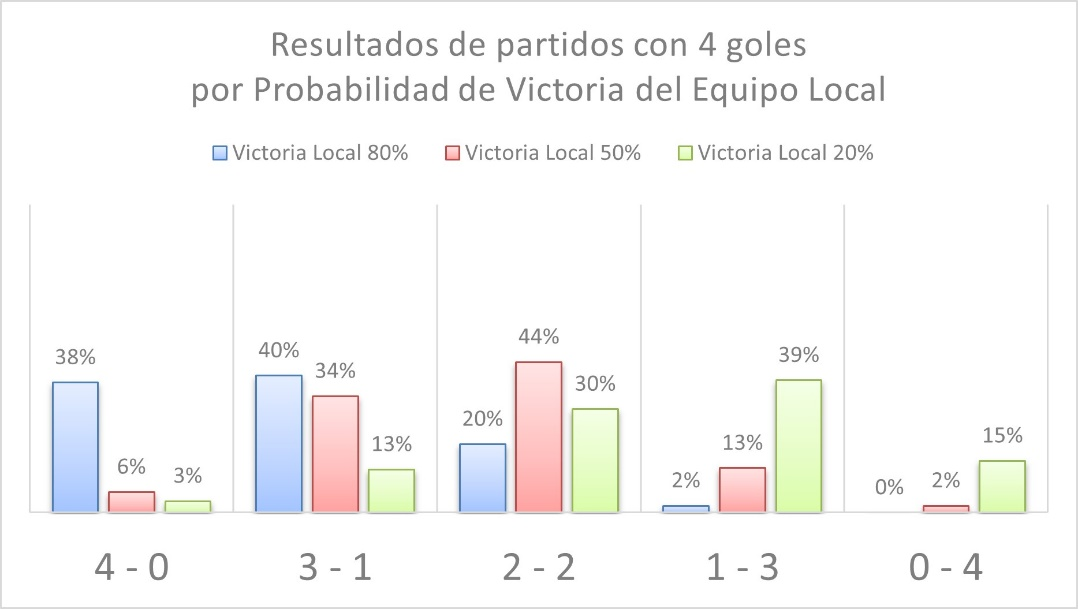 Resultados de partidos con 4 goles
por Probabilidad de Victoria del Equipo Local
Victoria Local 80% Victoria Local 50% Victoria Local 20%
38% 6% 3% 40% 34% 13% 20% 44% 30% 2% 13% 39% 0% 2% 15%
4 - 0 3 - 1 2 - 2 1 - 3 0 - 4